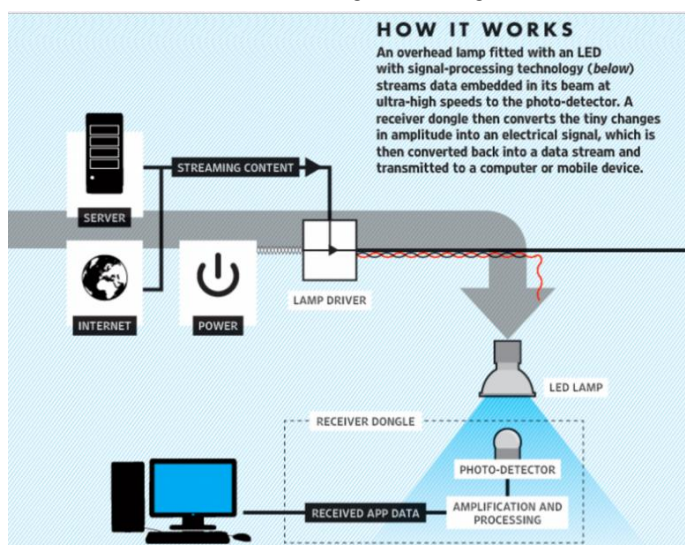 HOW IT WORKS
An overhead lamp fitted with an LED
with signal-processing technology (below)
streams data embedded in its beam at
ultra-high speeds to the photo-detector. A
receiver dongle then converts the tiny changes
in amplitude into an electrical signal, which is
then converted back into a data stream and
transmitted to a computer or mobile device.
STREAMING CONTENT
SERVER
LAMP DRIVER
INTERNET
POWER
LED LAMP
RECEIVER DONGLE
PHOTO-DETECTOR
RECEIVED APP DATA
AMPLIFICATION AND
PROCESSING